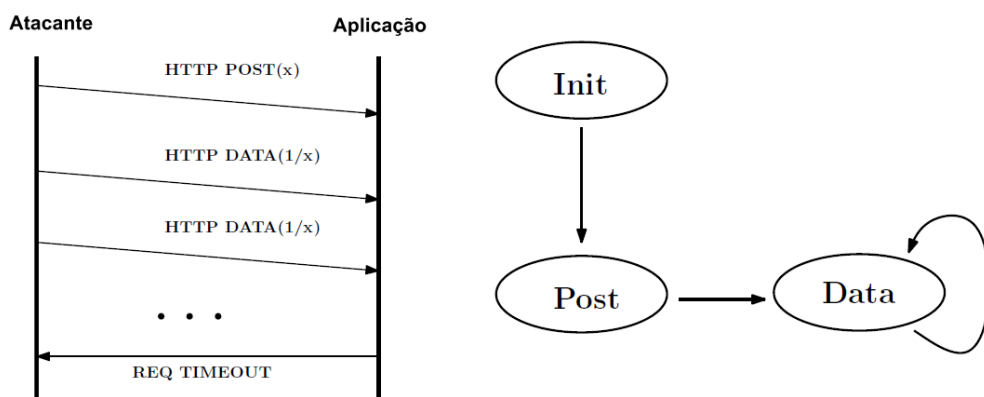 Atacante
Aplicação
HTTP POST(x)
HTTP DATA(1/x)
HTTP DATA(1/x)
. . .
REQ TIMEOUT
Init
Post
Data